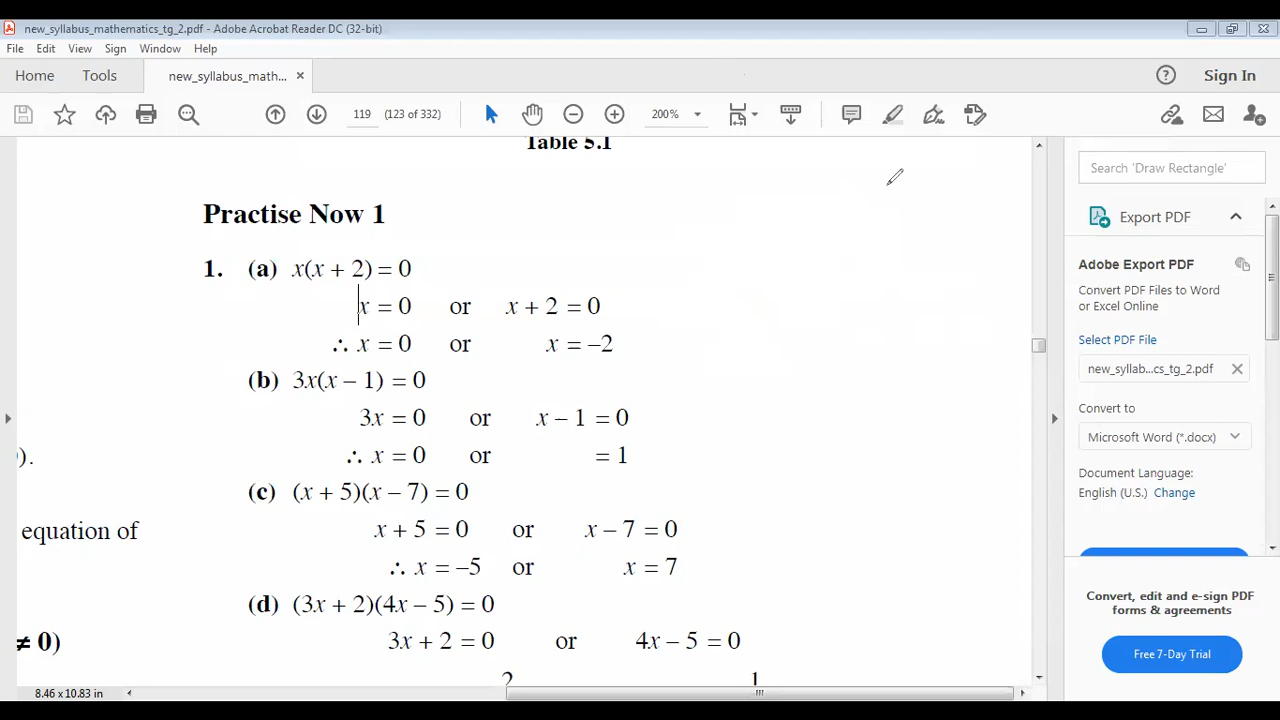 new_syllabus_mathematics_tg_2.pdf - Adobe Acrobat Reader DC (32-bit)
File Edit View Sign Window Help
Home Tools new_syllabus_math... × Sign In
119 (123 of 332) 200%
Table 5.1
Practise Now 1
1. (a) x(x + 2) = 0
x = 0 or x + 2 = 0
∴ x = 0 or x = –2
(b) 3x(x – 1) = 0
3x = 0 or x – 1 = 0
).
∴ x = 0 or = 1
(c) (x + 5)(x – 7) = 0
equation of
x + 5 = 0 or x – 7 = 0
∴ x = –5 or x = 7
(d) (3x + 2)(4x – 5) = 0
≠ 0)
3x + 2 = 0 or 4x – 5 = 0
2 1
8.46 x 10.83 in
Search 'Draw Rectangle'
Export PDF
Adobe Export PDF
Convert PDF Files to Word
or Excel Online
Select PDF File
new_syllab...cs_tg_2.pdf ×
Convert to
Microsoft Word (*.docx)
Document Language:
English (U.S.) Change
Convert, edit and e-sign PDF
forms & agreements
Free 7-Day Trial